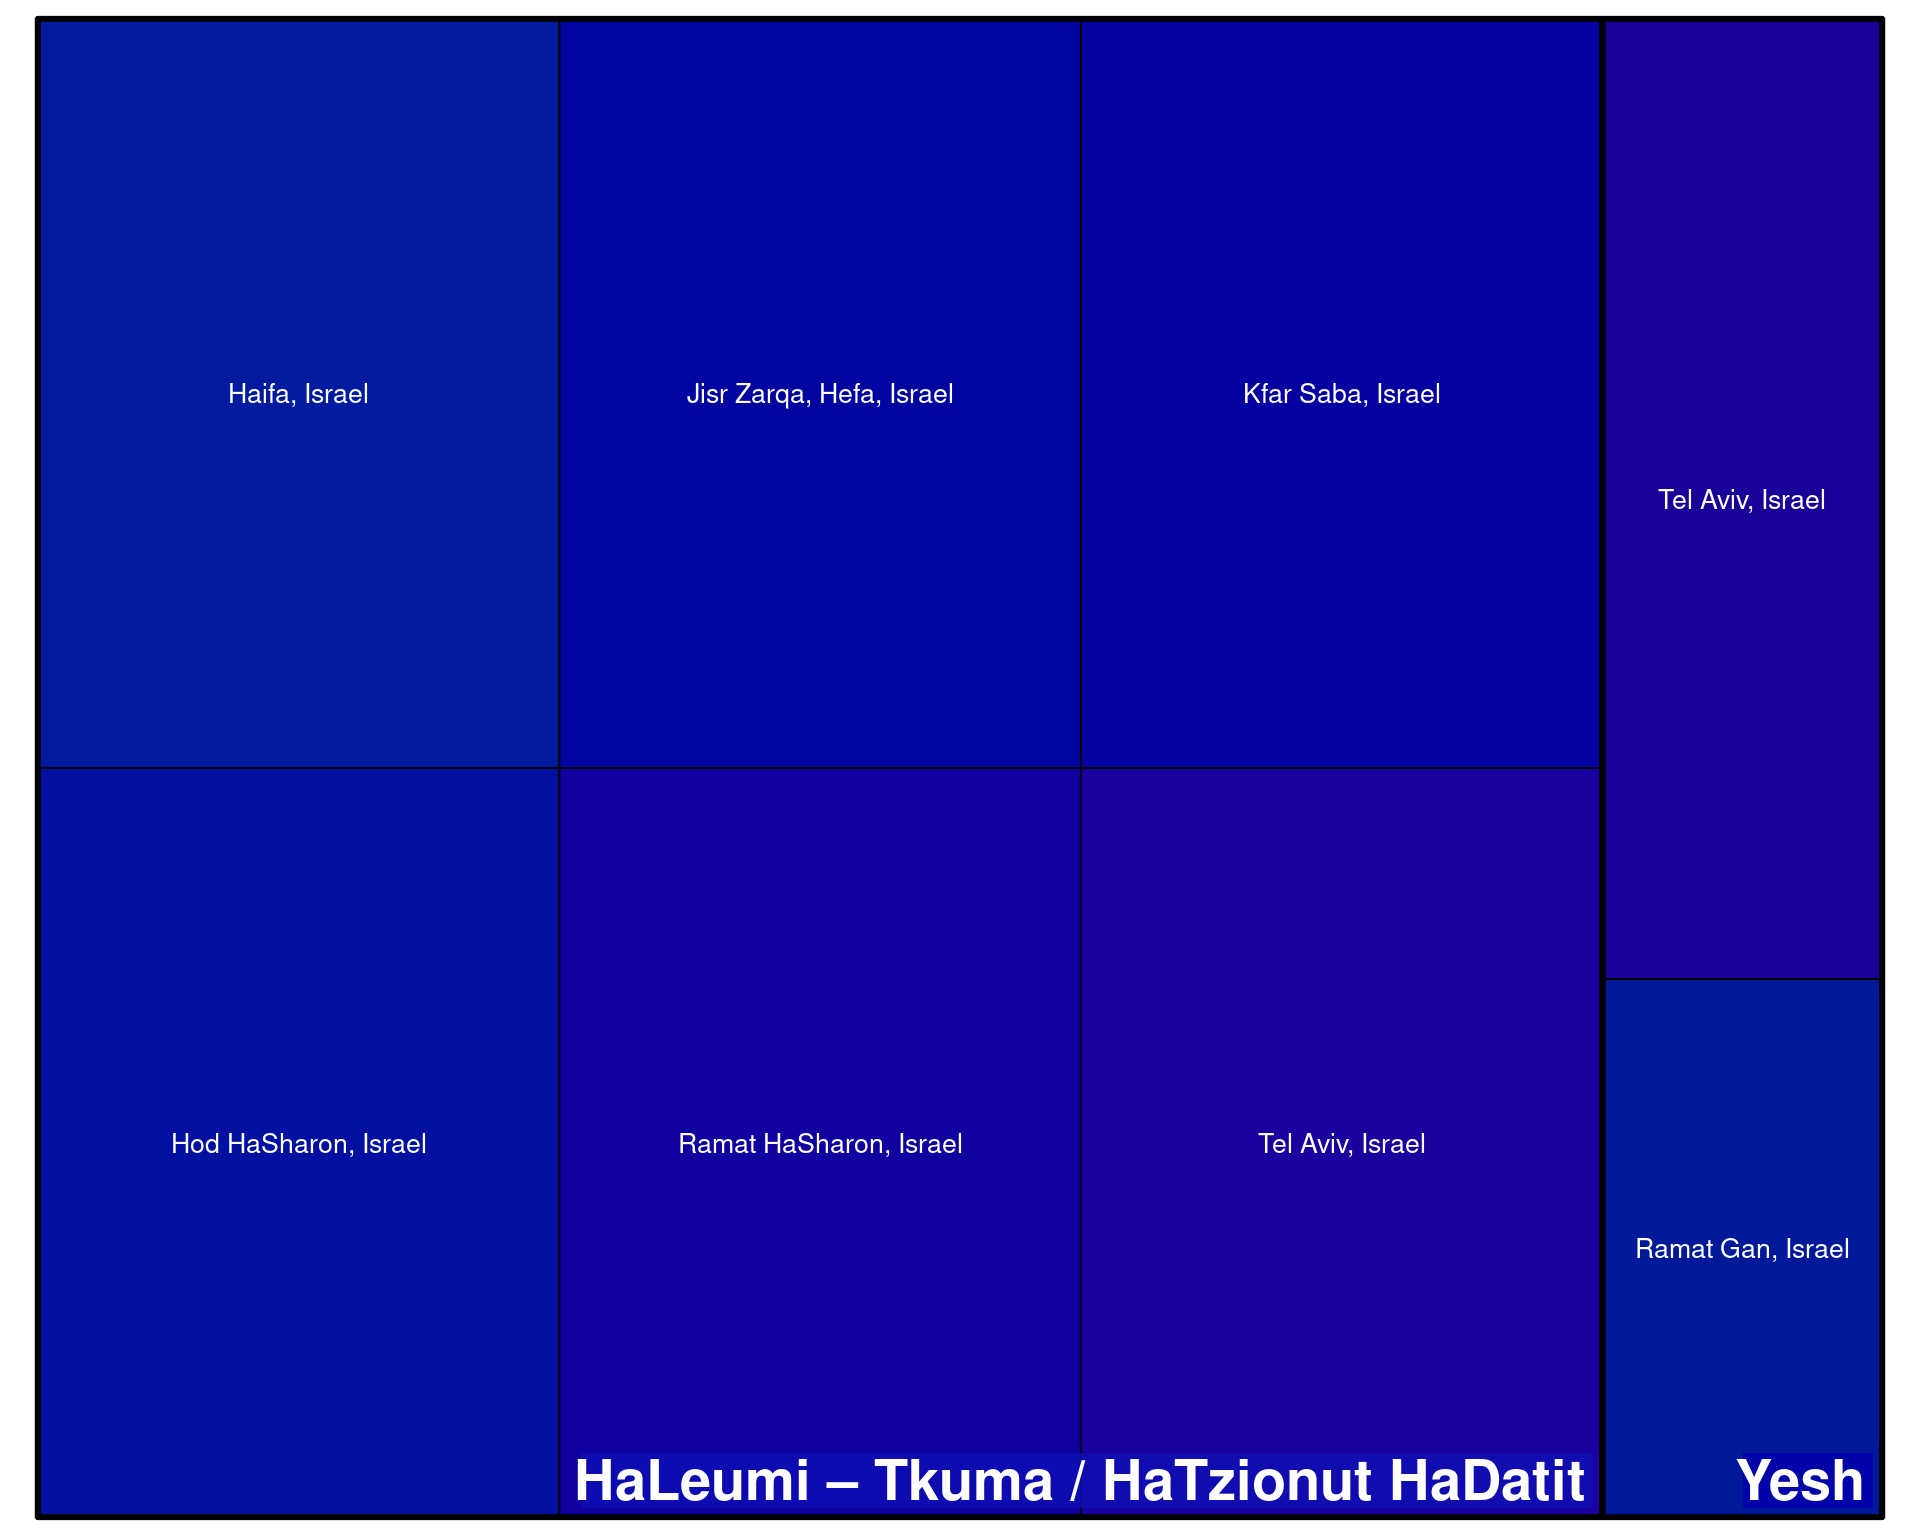 Haifa, Israel
Jisr Zarqa, Hefa, Israel
Kfar Saba, Israel
Tel Aviv, Israel
Hod HaSharon, Israel
Ramat HaSharon, Israel
Tel Aviv, Israel
Ramat Gan, Israel
HaLeumi – Tkuma / HaTzionut HaDatit
Yesh